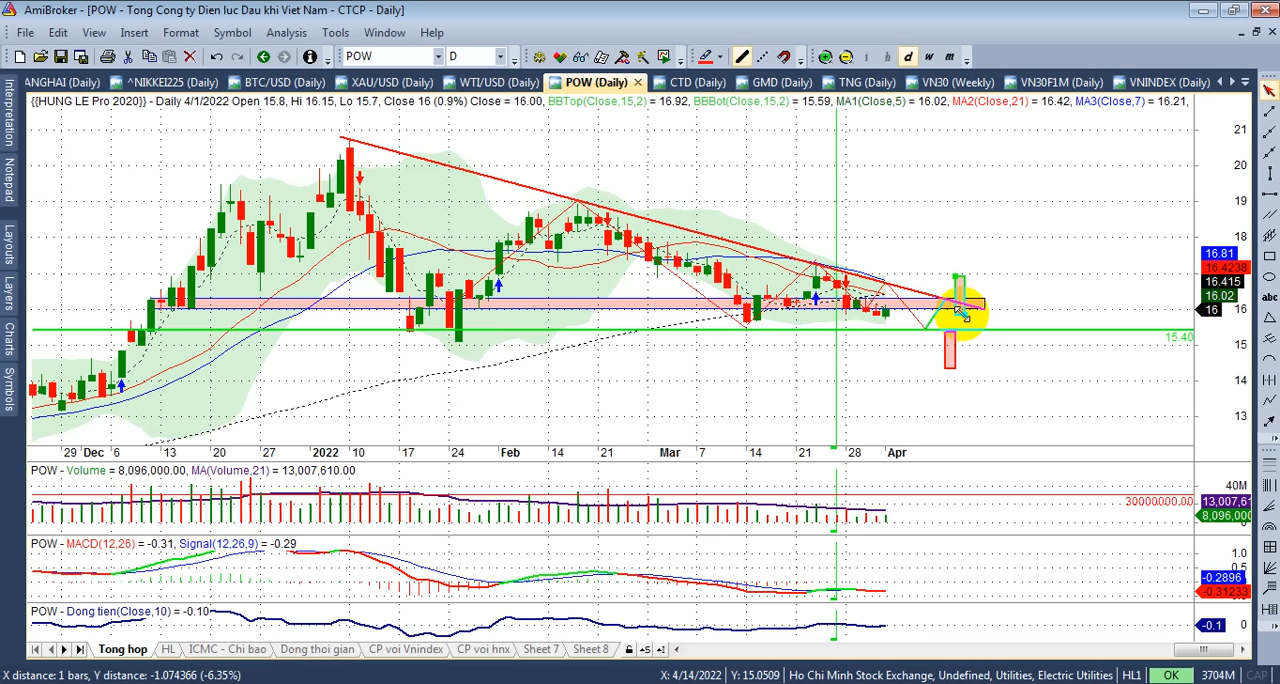 AmiBroker - [POW - Tong Cong ty Dien luc Dau khi Viet Nam - CTCP - Daily]
File Edit View Insert Format Symbol Analysis Tools Window Help
POW D i h d w m
ANGHAI (Daily) ^NIKKEI225 (Daily) BTC/USD (Daily) XAU/USD (Daily) WTI/USD (Daily) POW (Daily) CTD (Daily) GMD (Daily) TNG (Daily) VN30 (Weekly) VN30F1M (Daily) VNINDEX (Daily)
{{HUNG LE Pro 2020}} - Daily 4/1/2022 Open 15.8, Hi 16.15, Lo 15.7, Close 16 (0.9%) Close = 16.00, BBTop(Close,15,2) = 16.92, BBBot(Close,15,2) = 15.59, MA1(Close,5) = 16.02, MA2(Close,21) = 16.42, MA3(Close,7) = 16.21,
Interpretation
Notepad
Layouts
Layers
Charts
Symbols
21
20
19
18
16.81
16.4238
16.415
16.02
16
15.40
15
14
13
29 Dec 6 13 20 27 2022 10 17 24 Feb 14 21 Mar 7 14 21 28 Apr
POW - Volume = 8,096,000.00, MA(Volume,21) = 13,007,610.00
40M
30000000.00
13,007,61
8,096,000
POW - MACD(12,26) = -0.31, Signal(12,26,9) = -0.29
1.0
0.5
-0.2896
-0.31233
POW - Dong tien(Close,10) = -0.10
-0.1 0
abc
Tong hop HL ICMC - Chi bao Dong thoi gian CP voi Vnindex CP voi hnx Sheet 7 Sheet 8
X distance: 1 bars, Y distance: -1.074366 (-6.35%) X: 4/14/2022 Y: 15.0509 Ho Chi Minh Stock Exchange, Undefined, Utilities, Electric Utilities HL1 OK 3704M CAP